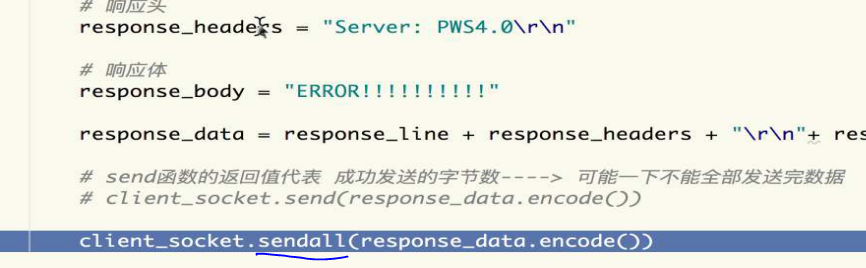 # 响应头
response_headers = "Server: PWS4.0\r\n"
# 响应体
response_body = "ERROR!!!!!!!!!!"
response_data = response_line + response_headers + "\r\n"+ res
# send函数的返回值代表 成功发送的字节数----> 可能一下不能全部发送完数据
# client_socket.send(response_data.encode())
client_socket.sendall(response_data.encode())